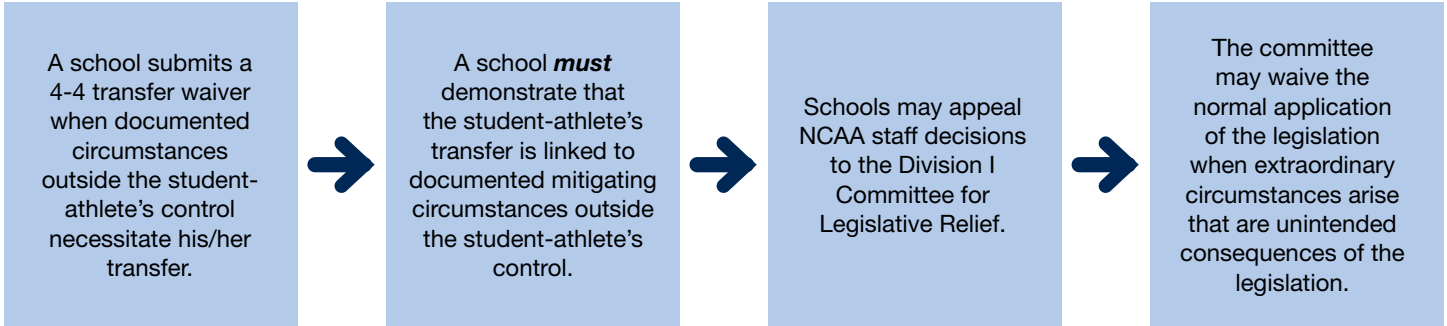 A school submits a
4-4 transfer waiver
when documented
circumstances
outside the student-
athlete’s control
necessitate his/her
transfer.
A school must
demonstrate that
the student-athlete’s
transfer is linked to
documented mitigating
circumstances outside
the student-athlete’s
control.
Schools may appeal
NCAA staff decisions
to the Division I
Committee for
Legislative Relief.
The committee
may waive the
normal application
of the legislation
when extraordinary
circumstances arise
that are unintended
consequences of the
legislation.